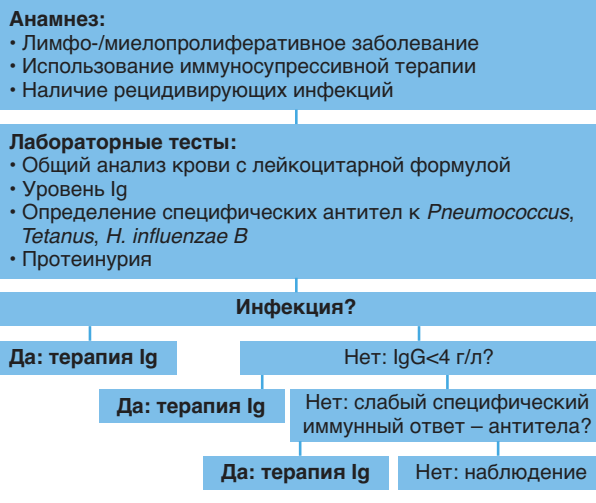 Анамнез:
• Лимфо-/миелопролиферативное заболевание
• Использование иммуносупрессивной терапии
• Наличие рецидивирующих инфекций
Лабораторные тесты:
• Общий анализ крови с лейкоцитарной формулой
• Уровень Ig
• Определение специфических антител к Pneumococcus,
Tetanus, H. influenzae B
• Протеинурия
Инфекция?
Да: терапия Ig
Нет: IgG<4 г/л?
Да: терапия Ig
Нет: слабый специфический
иммунный ответ – антитела?
Да: терапия Ig
Нет: наблюдение